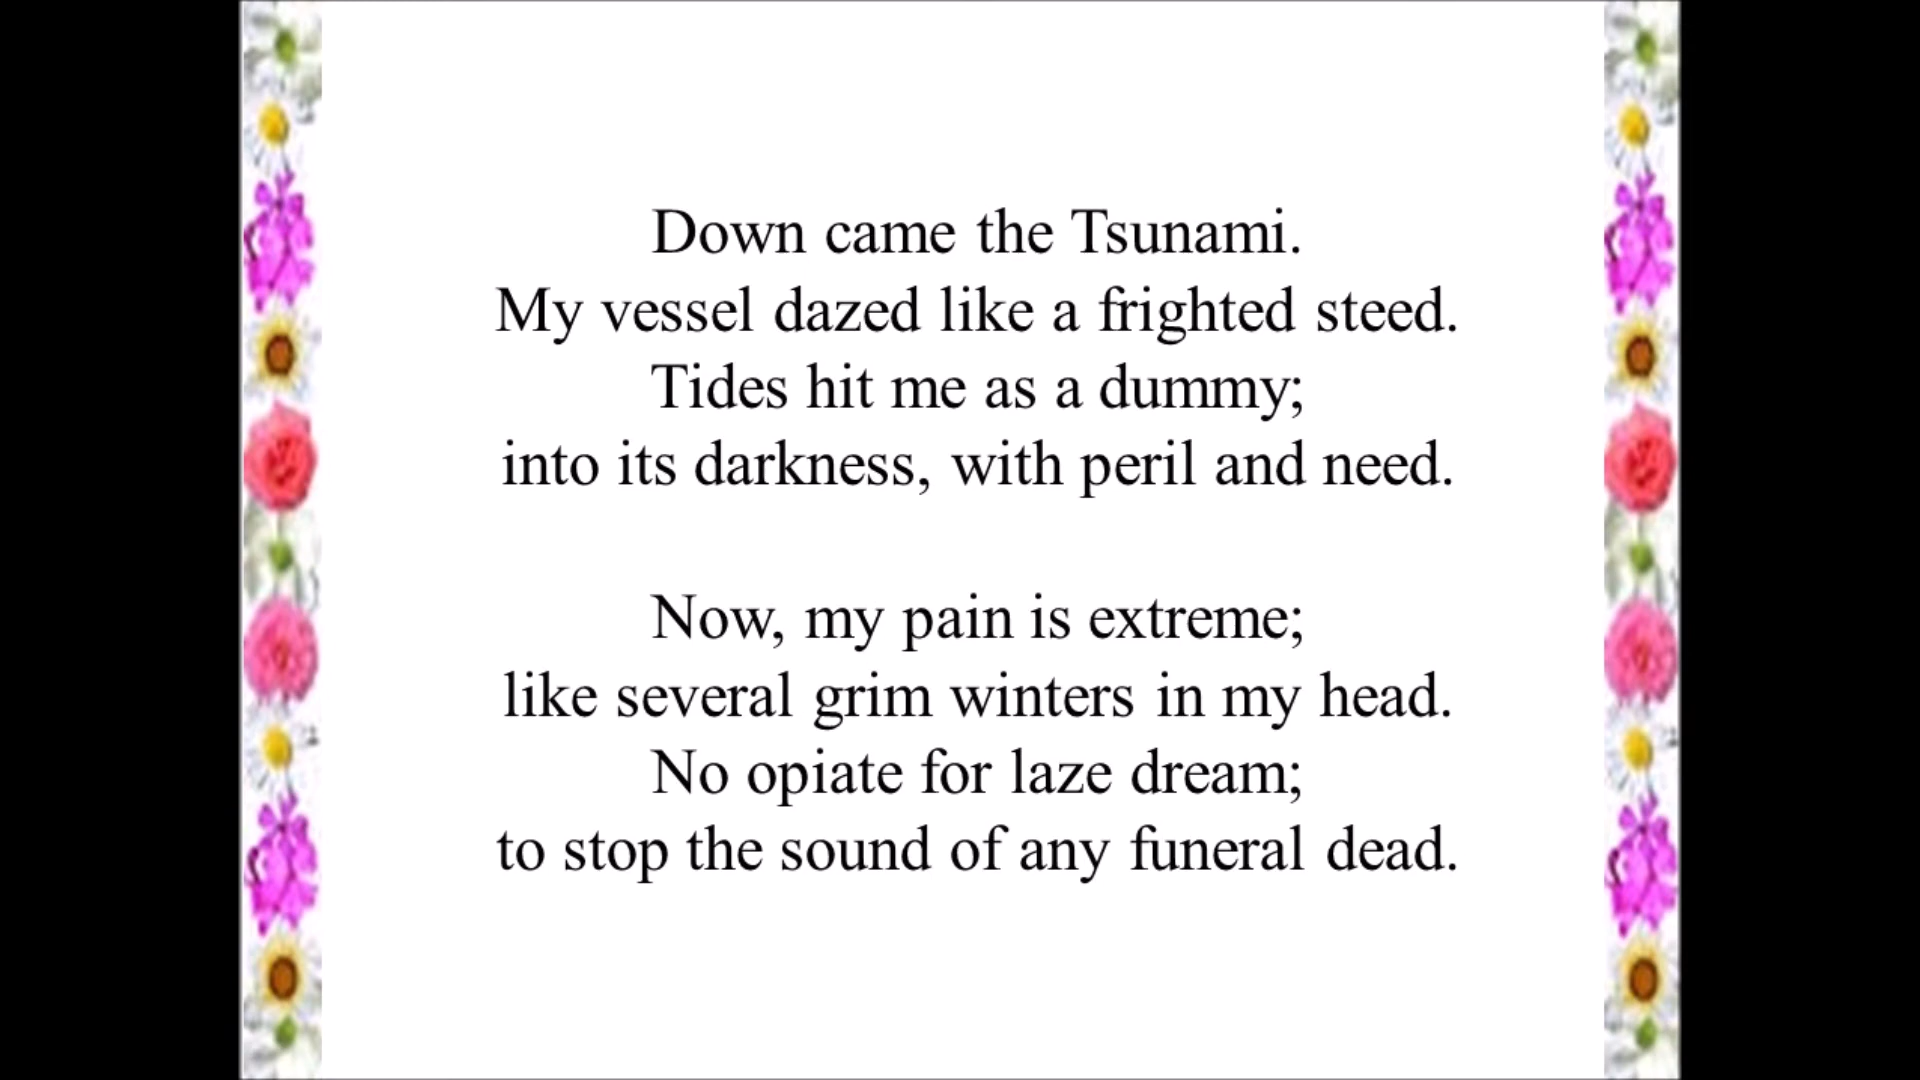 Down came the Tsunami.
My vessel dazed like a frighted steed.
Tides hit me as a dummy;
into its darkness, with peril and need.
Now, my pain is extreme;
like several grim winters in my head.
No opiate for laze dream;
to stop the sound of any funeral dead.